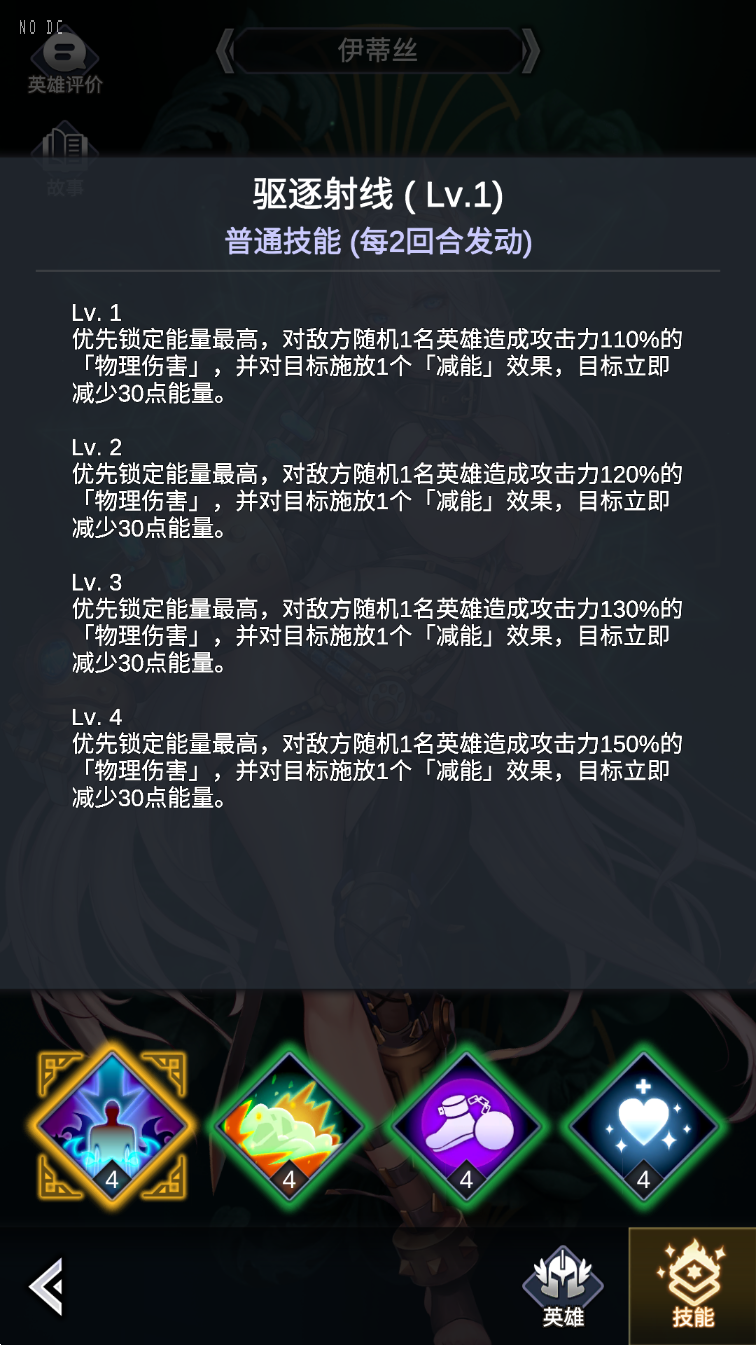 NO DC
伊蒂丝
英雄评价
故事
驱逐射线 ( Lv.1)
普通技能 (每2回合发动)
Lv. 1
优先锁定能量最高，对敌方随机1名英雄造成攻击力110%的
「物理伤害」，并对目标施放1个「减能」效果，目标立即
减少30点能量。
Lv. 2
优先锁定能量最高，对敌方随机1名英雄造成攻击力120%的
「物理伤害」，并对目标施放1个「减能」效果，目标立即
减少30点能量。
Lv. 3
优先锁定能量最高，对敌方随机1名英雄造成攻击力130%的
「物理伤害」，并对目标施放1个「减能」效果，目标立即
减少30点能量。
Lv. 4
优先锁定能量最高，对敌方随机1名英雄造成攻击力150%的
「物理伤害」，并对目标施放1个「减能」效果，目标立即
减少30点能量。
4
4
4
4
英雄
技能